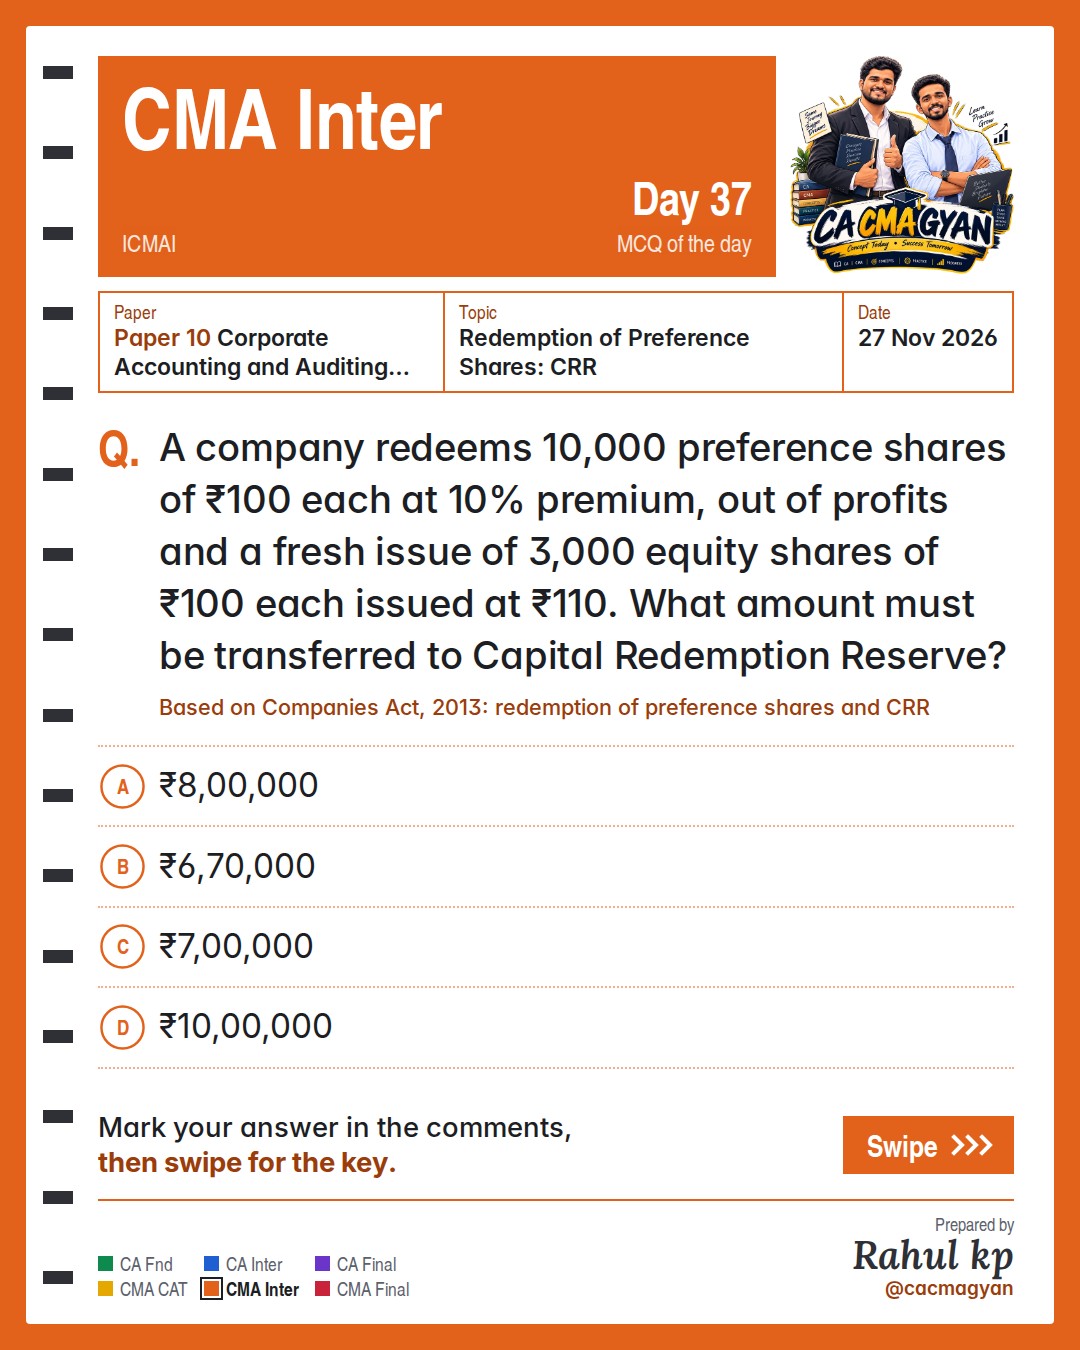 CMA Inter
Day 37
ICMAI
MCQ of the day
CA CMA GYAN
Concept Today • Success Tomorrow
Learn
Practice
Grow
Paper
Paper 10 Corporate
Accounting and Auditing...
Topic
Redemption of Preference
Shares: CRR
Date
27 Nov 2026
Q. A company redeems 10,000 preference shares
of ₹100 each at 10% premium, out of profits
and a fresh issue of 3,000 equity shares of
₹100 each issued at ₹110. What amount must
be transferred to Capital Redemption Reserve?
Based on Companies Act, 2013: redemption of preference shares and CRR
A ₹8,00,000
B ₹6,70,000
C ₹7,00,000
D ₹10,00,000
Mark your answer in the comments,
then swipe for the key.
Swipe
Prepared by
Rahul kp
@cacmagyan
CA Fnd CA Inter CA Final
CMA CAT CMA Inter CMA Final